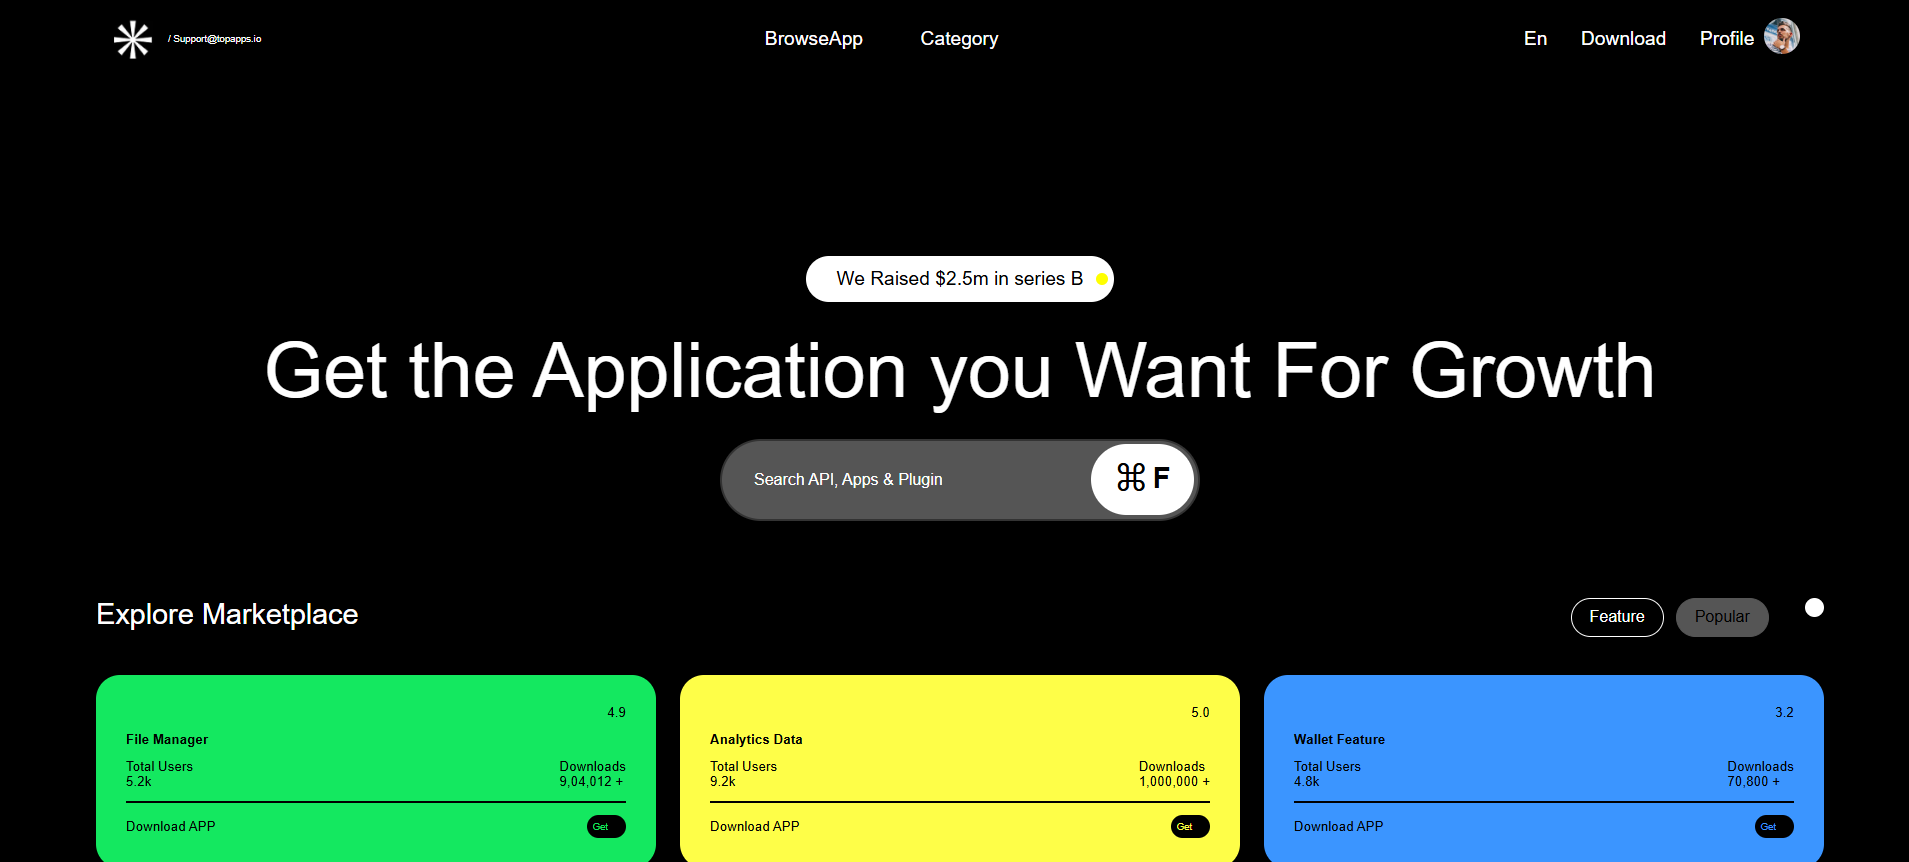 / Support@topapps.io
BrowseApp
Category
En
Download
Profile
We Raised $2.5m in series B
Get the Application you Want For Growth
Search API, Apps & Plugin
⌘ F
Explore Marketplace
Feature
Popular
4.9
File Manager
Total Users
Downloads
5.2k
9,04,012 +
Download APP
Get
5.0
Analytics Data
Total Users
Downloads
9.2k
1,000,000 +
Download APP
Get
3.2
Wallet Feature
Total Users
Downloads
4.8k
70,800 +
Download APP
Get